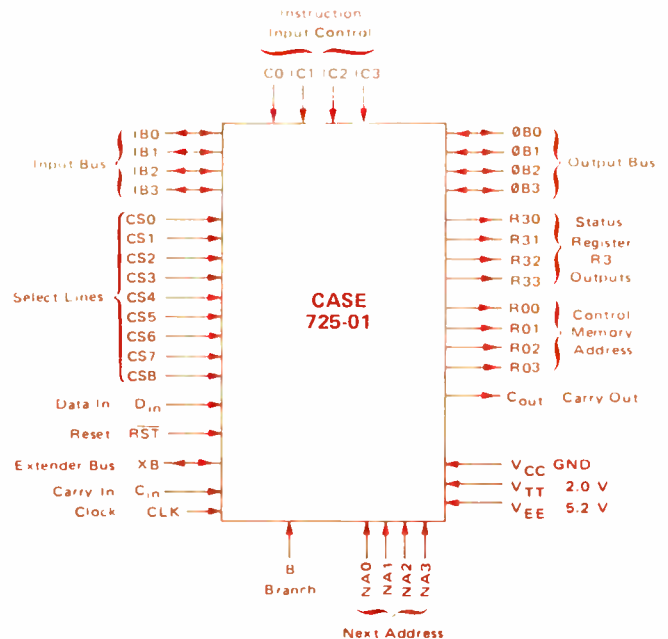 Instruction
Input Control
C0 IC1 IC2 IC3
Input Bus
IB0
IB1
IB2
IB3
Select Lines
CS0
CS1
CS2
CS3
CS4
CS5
CS6
CS7
CS8
Data In Din
Reset RST
Extender Bus XB
Carry In Cin
Clock CLK
CASE
725-01
ØB0
ØB1
ØB2
ØB3
Output Bus
R30
R31
R32
R33
Status
Register
R3
Outputs
R00
R01
R02
R03
Control
Memory
Address
Cout Carry Out
VCC GND
VTT 2.0 V
VEE 5.2 V
B
Branch
NA0
NA1
NA2
NA3
Next Address